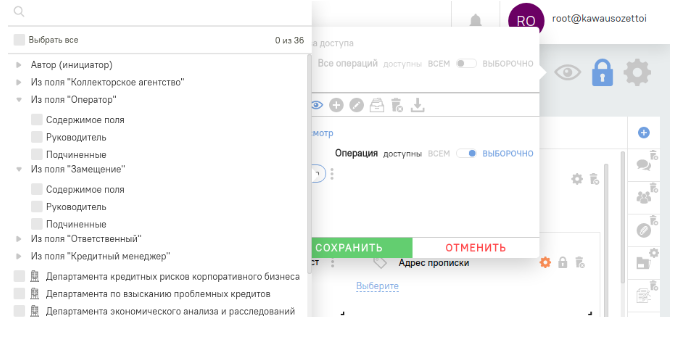 RO
root@kawausozettoi
Выбрать все
0 из 36
Автор (инициатор)
Из поля "Коллекторское агентство"
Из поля "Оператор"
Содержимое поля
Руководитель
Подчиненные
Из поля "Замещение"
Содержимое поля
Руководитель
Подчиненные
Из поля "Ответственный"
Из поля "Кредитный менеджер"
Департамента кредитных рисков корпоративного бизнеса
Департамента по взысканию проблемных кредитов
Департамента экономического анализа и расследований
а доступа
Все операций доступны ВСЕМ ВЫБОРОЧНО
мотр
Операция доступны ВСЕМ ВЫБОРОЧНО
СОХРАНИТЬ
ОТМЕНИТЬ
ст
Адрес прописки
Выберите